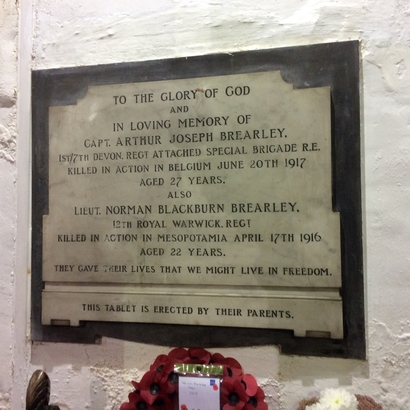 TO THE GLORY OF GOD
AND
IN LOVING MEMORY OF
CAPT. ARTHUR JOSEPH BREARLEY.
1ST/7TH DEVON. REGT ATTACHED SPECIAL BRIGADE R.E.
KILLED IN ACTION IN BELGIUM JUNE 20TH 1917
AGED 27 YEARS.
ALSO
LIEUT. NORMAN BLACKBURN BREARLEY.
12TH ROYAL WARWICK. REGT
KILLED IN ACTION IN MESOPOTAMIA APRIL 17TH 1916
AGED 22 YEARS.
THEY GAVE THEIR LIVES THAT WE MIGHT LIVE IN FREEDOM.
THIS TABLET IS ERECTED BY THEIR PARENTS.